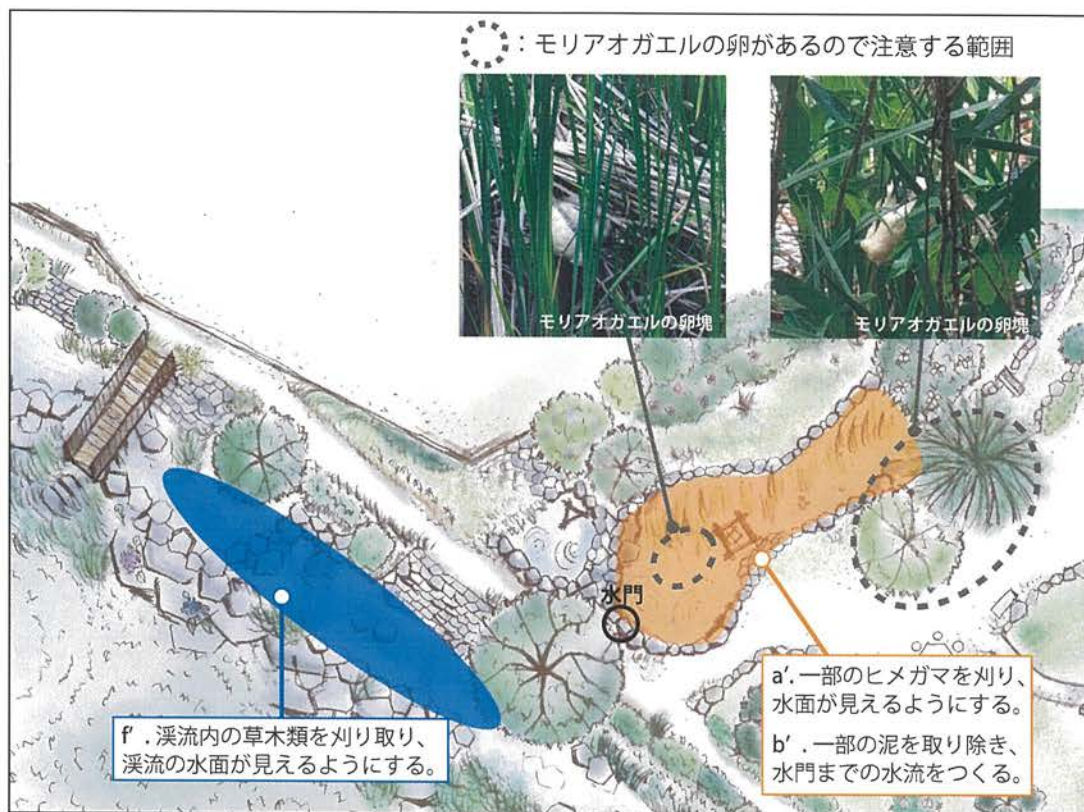 ：モリアオガエルの卵があるので注意する範囲
モリアオガエルの卵塊
モリアオガエルの卵塊
水門
a′. 一部のヒメガマを刈り、
水面が見えるようにする。
b′. 一部の泥を取り除き、
水門までの水流をつくる。
f′. 渓流内の草木類を刈り取り、
渓流の水面が見えるようにする。